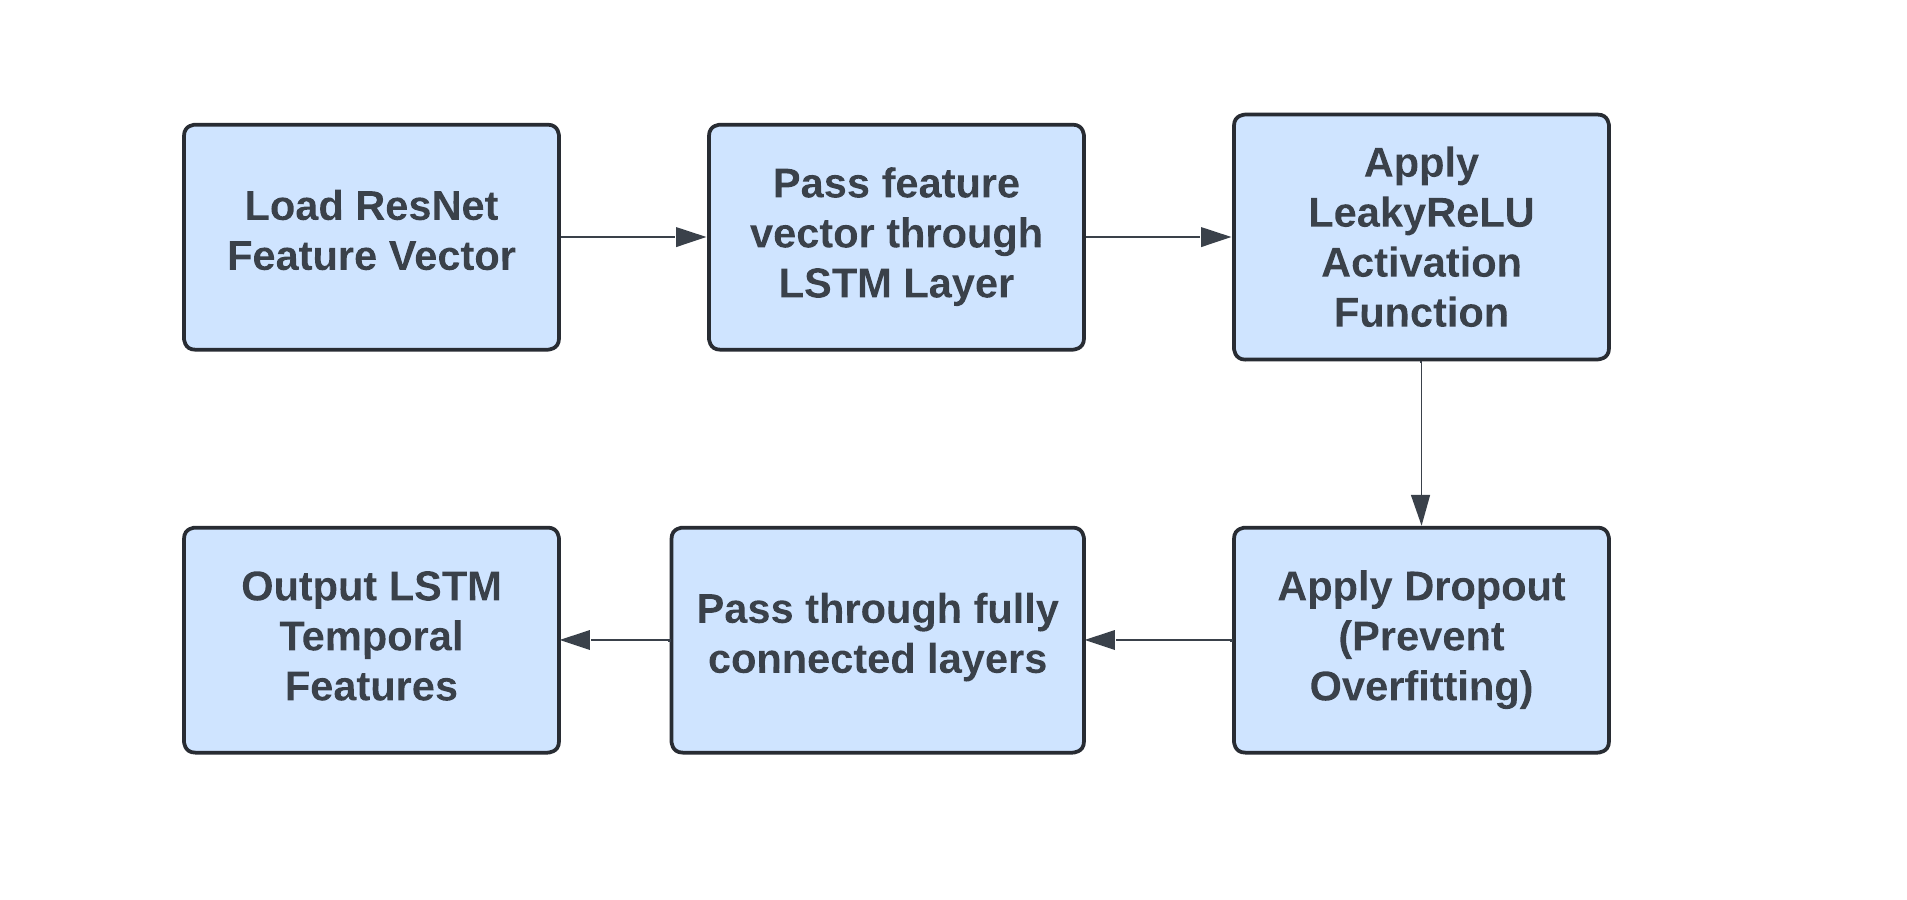 Load ResNet
Feature Vector
Pass feature
vector through
LSTM Layer
Apply
LeakyReLU
Activation
Function
Apply Dropout
(Prevent
Overfitting)
Pass through fully
connected layers
Output LSTM
Temporal
Features